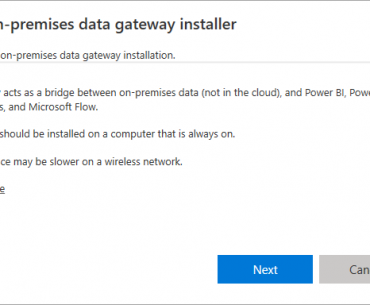 n-premises data gateway installer
on-premises data gateway installation.
y acts as a bridge between on-premises data (not in the cloud), and Power BI, Powe
s, and Microsoft Flow.
hould be installed on a computer that is always on.
ce may be slower on a wireless network.
e
Next
Can